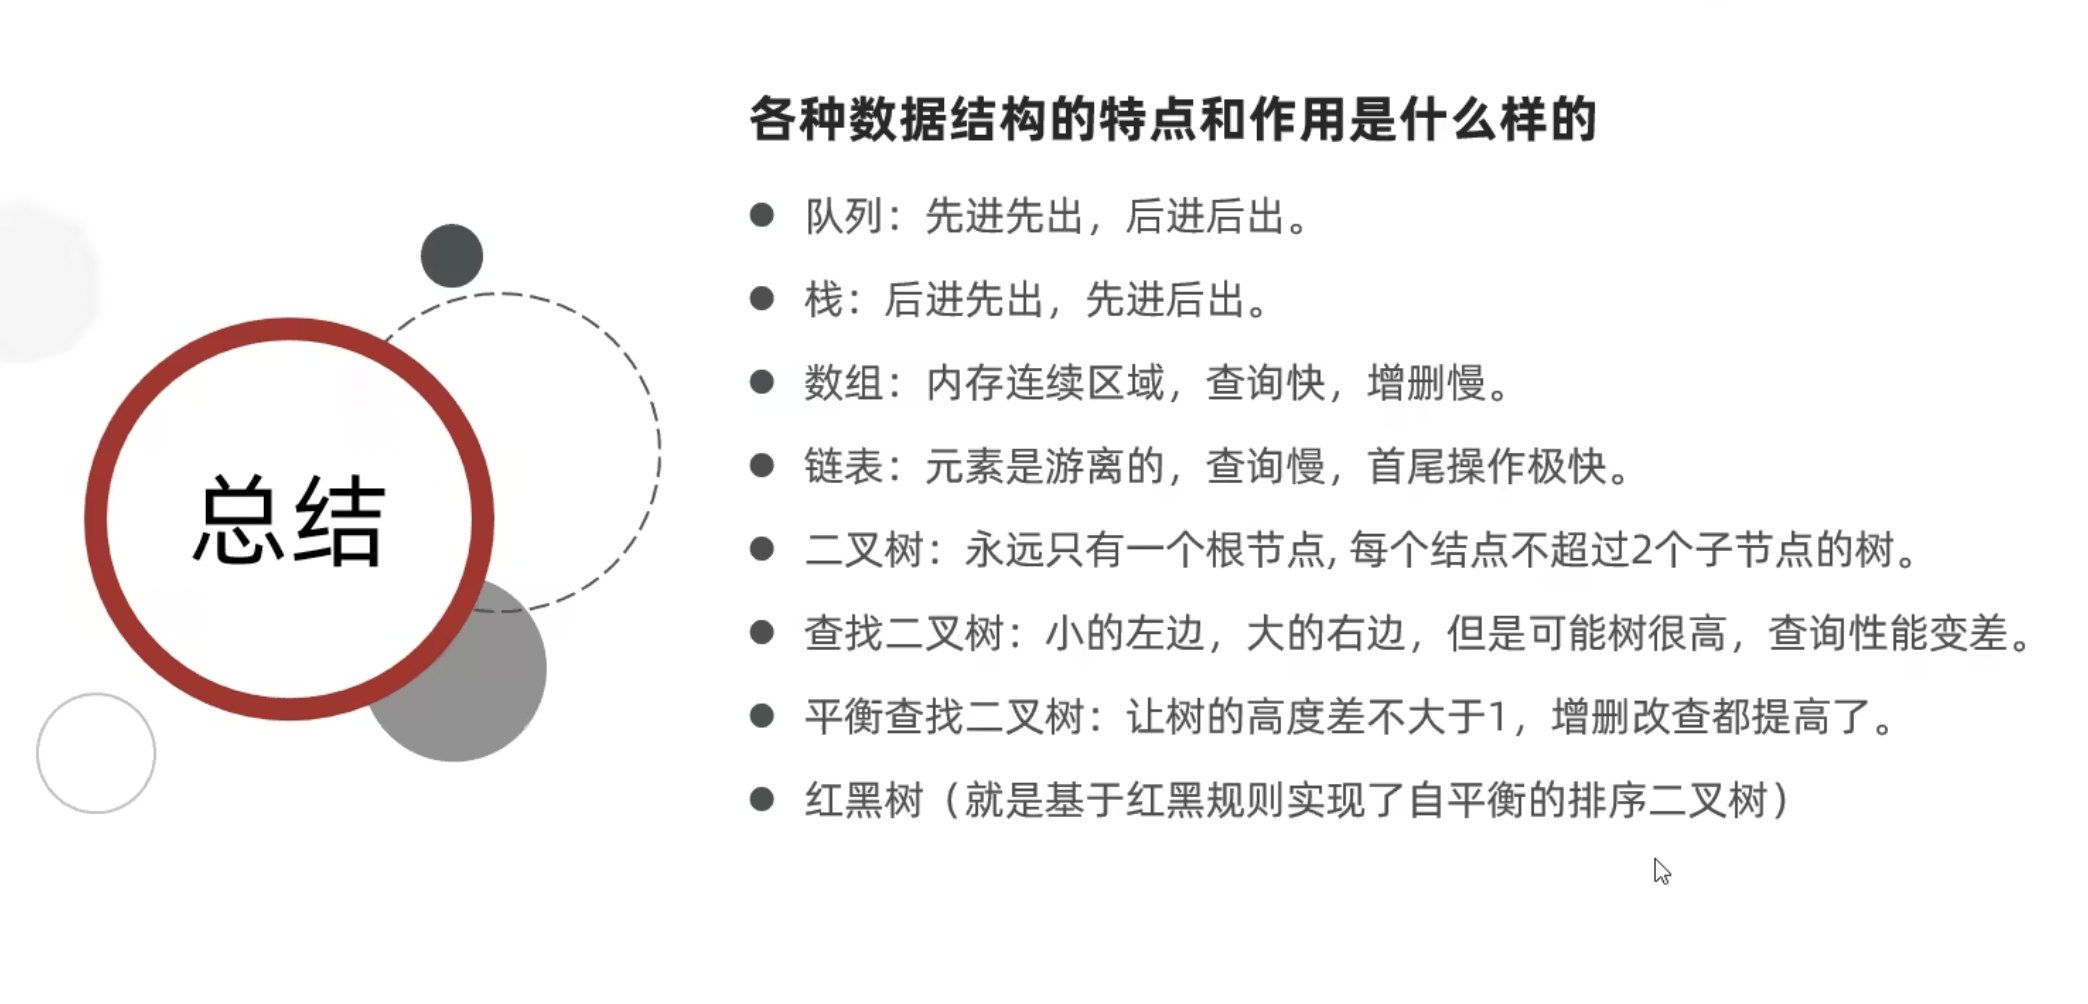 总结
各种数据结构的特点和作用是什么样的
队列：先进先出，后进后出。
栈：后进先出，先进后出。
数组：内存连续区域，查询快，增删慢。
链表：元素是游离的，查询慢，首尾操作极快。
二叉树：永远只有一个根节点, 每个结点不超过2个子节点的树。
查找二叉树：小的左边，大的右边，但是可能树很高，查询性能变差。
平衡查找二叉树：让树的高度差不大于1，增删改查都提高了。
红黑树（就是基于红黑规则实现了自平衡的排序二叉树）